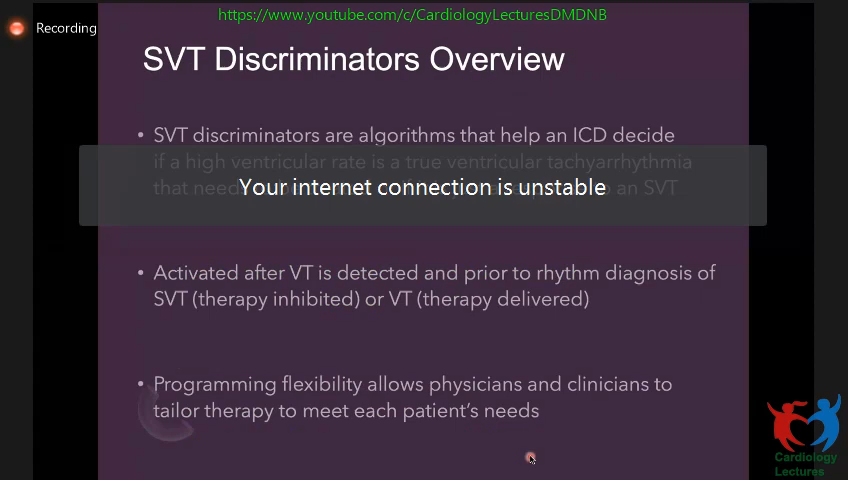 https://www.youtube.com/c/CardiologyLecturesDMDNB
Recording
SVT Discriminators Overview
• SVT discriminators are algorithms that help an ICD decide
if a high ventricular rate is a true ventricular tachyarrhythmia
that needs an SVT
Your internet connection is unstable
• Activated after VT is detected and prior to rhythm diagnosis of
SVT (therapy inhibited) or VT (therapy delivered)
• Programming flexibility allows physicians and clinicians to
tailor therapy to meet each patient’s needs
Cardiology
Lectures